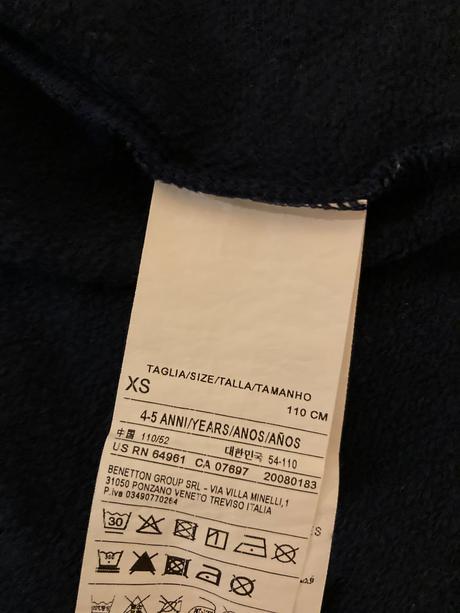 TAGLIA/SIZE/TALLA/TAMANHO
XS 110 CM
4-5 ANNI/YEARS/ANOS/AÑOS
中国 110/52 대한민국 54-110
US RN 64961 CA 07697 20080183
BENETTON GROUP SRL - VIA VILLA MINELLI,1
31050 PONZANO VENETO TREVISO ITALIA
P.iva 03490770264
30